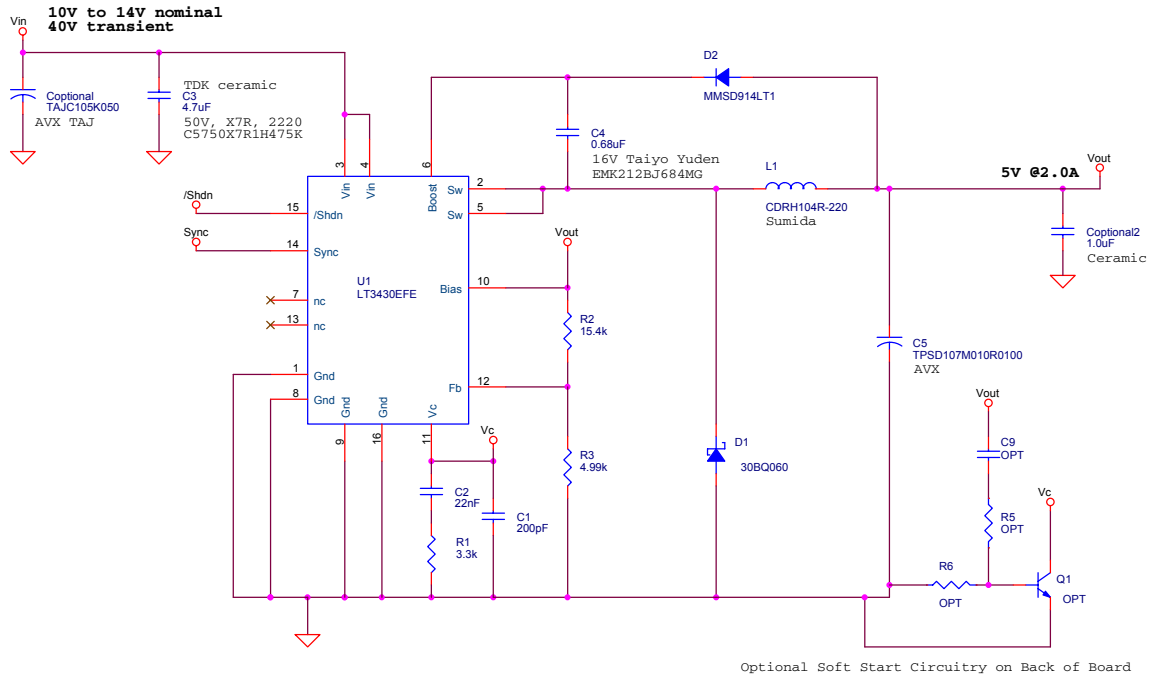 10V to 14V nominal
40V transient
Vin
Coptional
TAJC105K050
AVX TAJ
TDK ceramic
C3
4.7uF
50V, X7R, 2220
C5750X7R1H475K
D2
MMSD914LT1
C4
0.68uF
16V Taiyo Yuden
EMK212BJ684MG
L1
CDRH104R-220
Sumida
5V @2.0A
Vout
Coptional2
1.0uF
Ceramic
/Shdn
Sync
3
4
6
Vin
Vin
Boost
15
/Shdn
14
Sync
7
nc
13
nc
1
Gnd
8
Gnd
U1
LT3430EFE
Sw
2
Sw
5
Bias
10
Fb
12
Gnd
Gnd
Vc
9
16
11
Vout
R2
15.4k
R3
4.99k
Vc
C2
22nF
R1
3.3k
C1
200pF
D1
30BQ060
C5
TPSD107M010R0100
AVX
Vout
C9
OPT
R5
OPT
R6
OPT
Vc
Q1
OPT
Optional Soft Start Circuitry on Back of Board